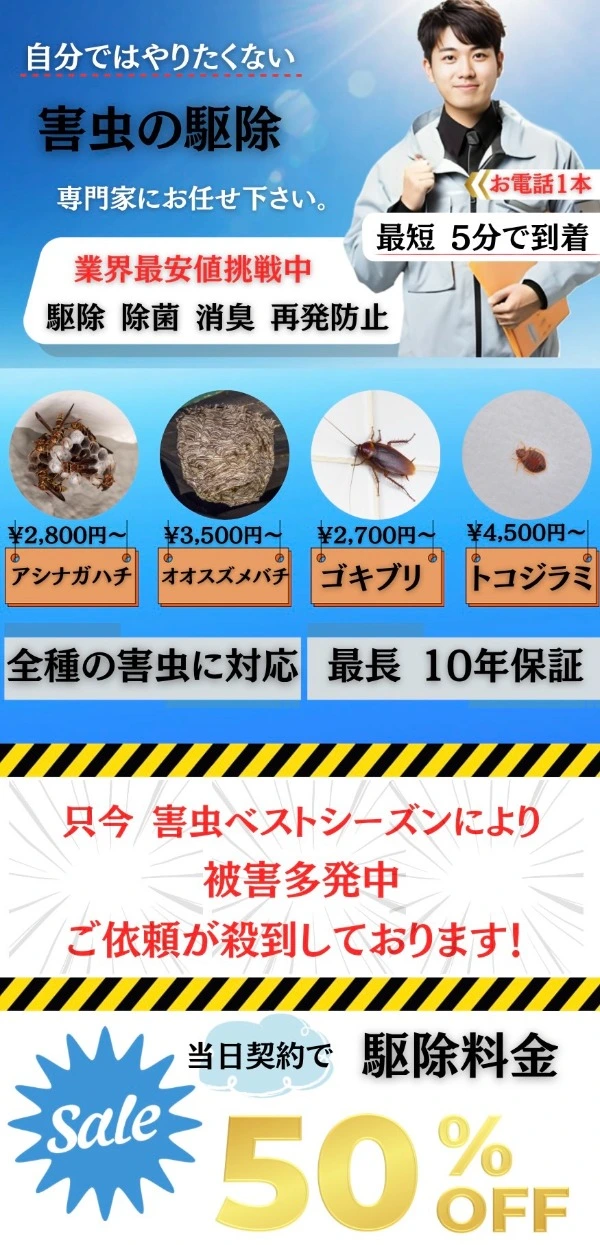 自分ではやりたくない
害虫の駆除
専門家にお任せ下さい。
お電話1本
最短 5分で到着
業界最安値挑戦中
駆除 除菌 消臭 再発防止
¥2,800円〜
¥3,500円〜
¥2,700円〜
¥4,500円〜
アシナガハチ
オオスズメバチ
ゴキブリ
トコジラミ
全種の害虫に対応
最長 10年保証
只今 害虫ベストシーズンにより
被害多発中
ご依頼が殺到しております!
当日契約で 駆除料金
Sale
50%
OFF